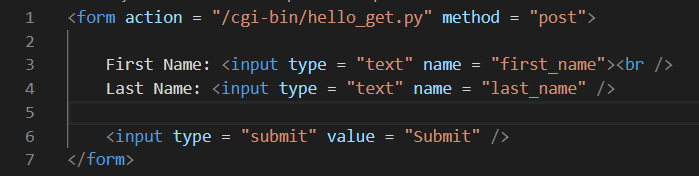 1 <form action = "/cgi-bin/hello_get.py" method = "post">
2
3 First Name: <input type = "text" name = "first_name"><br />
4 Last Name: <input type = "text" name = "last_name" />
5
6 <input type = "submit" value = "Submit" />
7 </form>